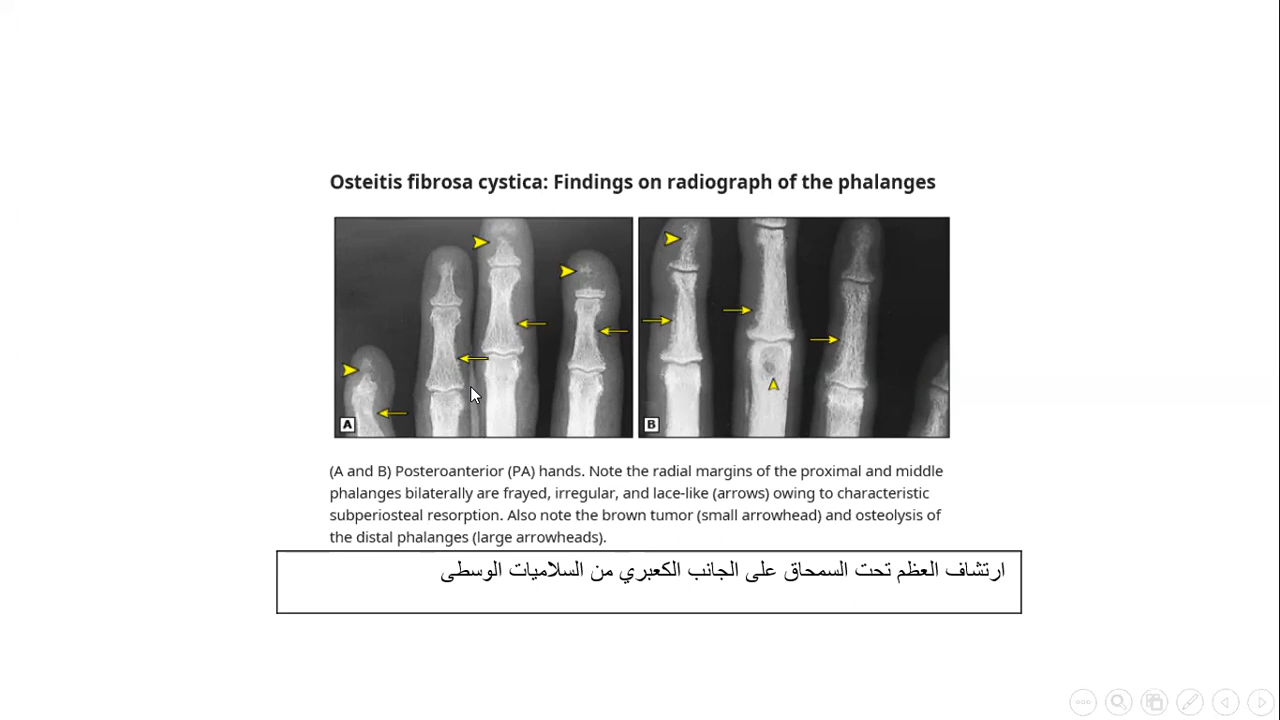 Osteitis fibrosa cystica: Findings on radiograph of the phalanges
A
B
(A and B) Posteroanterior (PA) hands. Note the radial margins of the proximal and middle
phalanges bilaterally are frayed, irregular, and lace-like (arrows) owing to characteristic
subperiosteal resorption. Also note the brown tumor (small arrowhead) and osteolysis of
the distal phalanges (large arrowheads).
ارتشاف العظم تحت السمحاق على الجانب الكعبري من السلاميات الوسطى